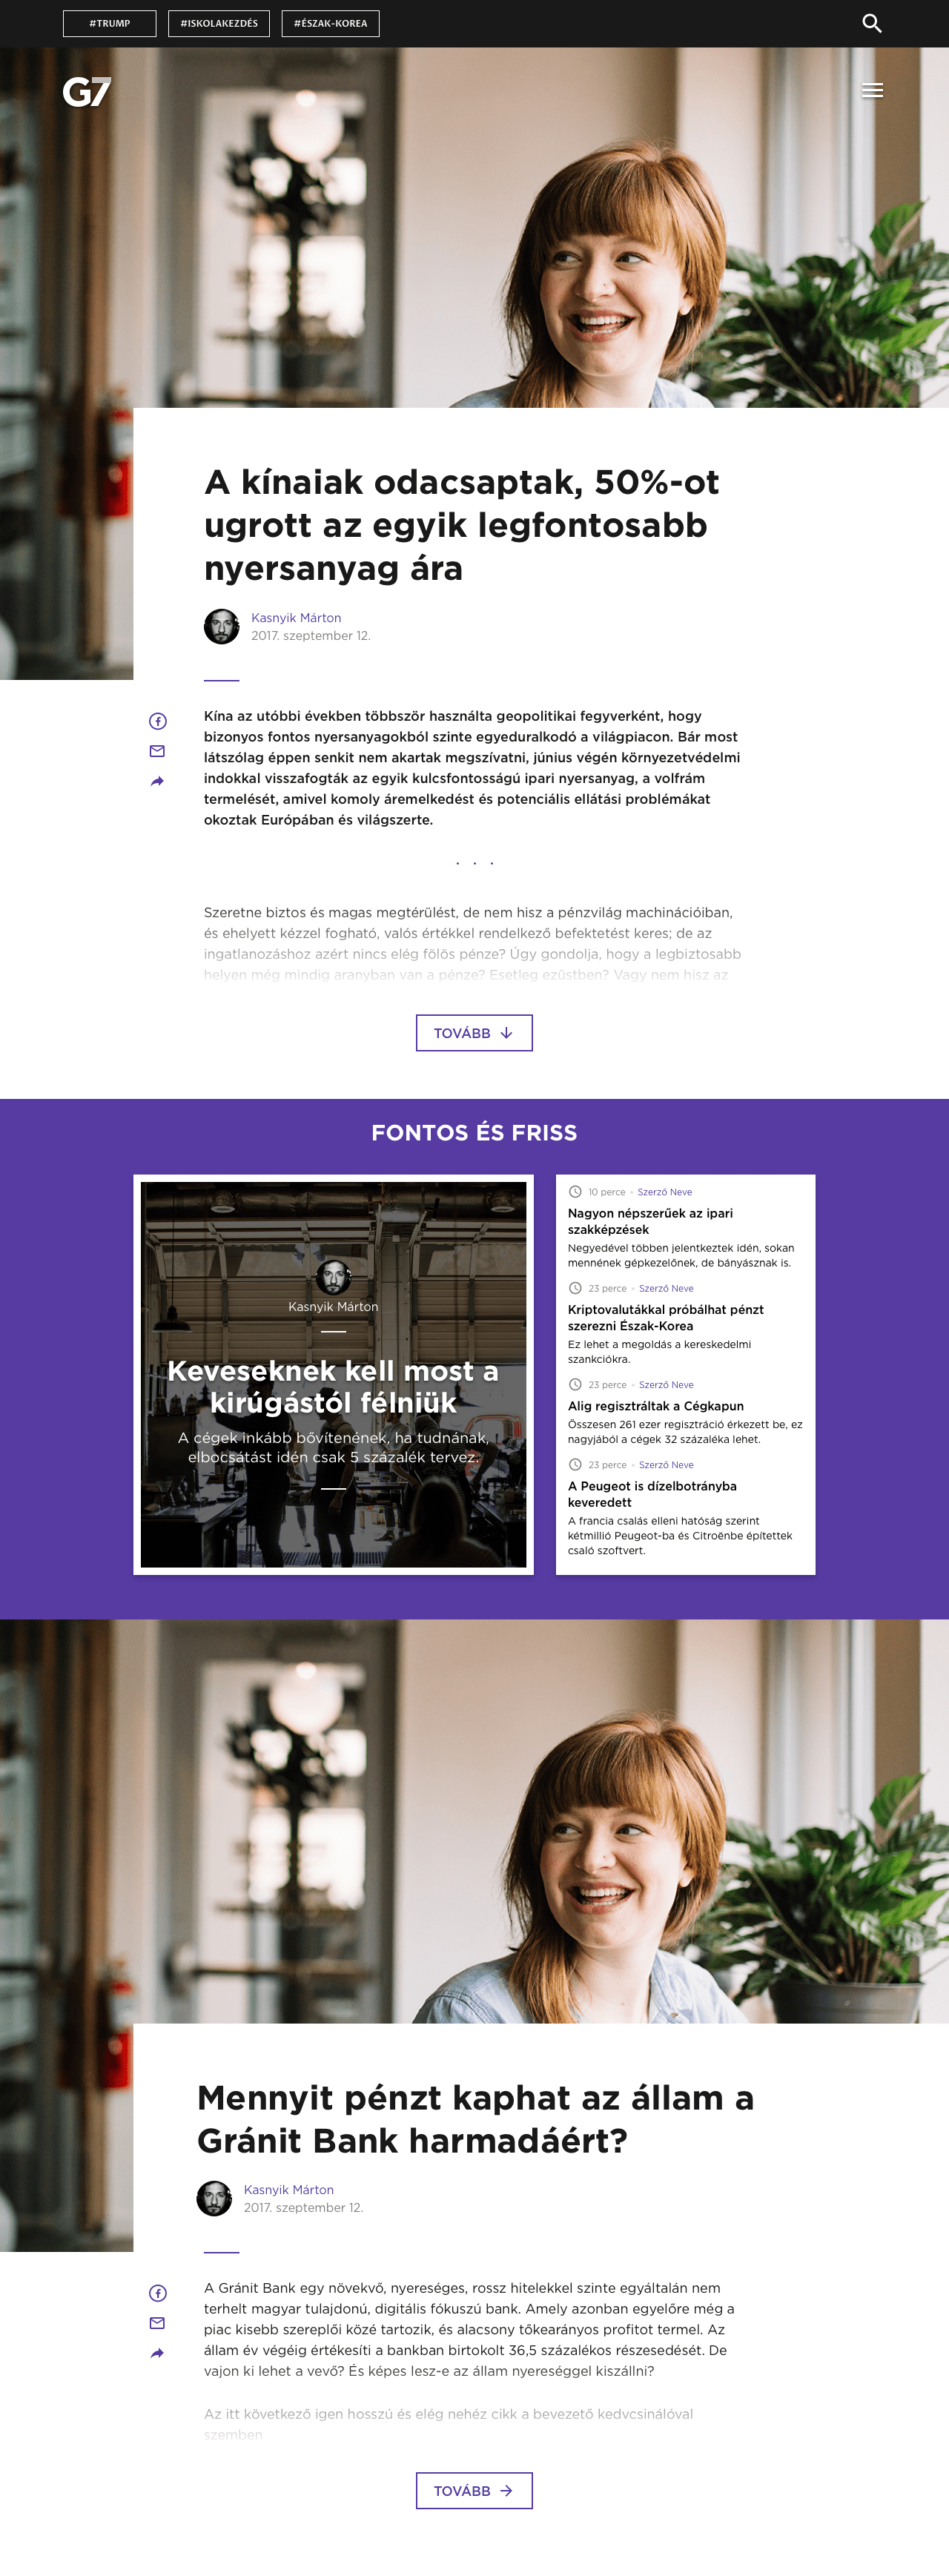 #TRUMP
#ISKOLAKEZDÉS
#ÉSZAK-KOREA
G7
A kínaiak odacsaptak, 50%-ot
ugrott az egyik legfontosabb
nyersanyag ára
Kasnyik Márton
2017. szeptember 12.
Kína az utóbbi években többször használta geopolitikai fegyverként, hogy
bizonyos fontos nyersanyagokból szinte egyeduralkodó a világpiacon. Bár most
látszólag éppen senkit nem akartak megszívatni, június végén környezetvédelmi
indokkal visszafogták az egyik kulcsfontosságú ipari nyersanyag, a volfrám
termelését, amivel komoly áremelkedést és potenciális ellátási problémákat
okoztak Európában és világszerte.
. . .
Szeretne biztos és magas megtérülést, de nem hisz a pénzvilág machinációiban,
és ehelyett kézzel fogható, valós értékkel rendelkező befektetést keres; de az
ingatlanozáshoz azért nincs elég fölös pénze? Úgy gondolja, hogy a legbiztosabb
helyen még mindig aranyban van a pénze? Esetleg ezüstben? Vagy nem hisz az
TOVÁBB
FONTOS ÉS FRISS
Kasnyik Márton
Keveseknek kell most a
kirúgástól félniük
A cégek inkább bővítenének, ha tudnának,
elbocsátást idén csak 5 százalék tervez.
10 perce • Szerző Neve
Nagyon népszerűek az ipari
szakképzések
Negyedével többen jelentkeztek idén, sokan
mennének gépkezelőnek, de bányásznak is.
23 perce • Szerző Neve
Kriptovalutákkal próbálhat pénzt
szerezni Észak-Korea
Ez lehet a megoldás a kereskedelmi
szankciókra.
23 perce • Szerző Neve
Alig regisztráltak a Cégkapun
Összesen 261 ezer regisztráció érkezett be, ez
nagyjából a cégek 32 százaléka lehet.
23 perce • Szerző Neve
A Peugeot is dízelbotrányba
keveredett
A francia csalás elleni hatóság szerint
kétmillió Peugeot-ba és Citroënbe építettek
csaló szoftvert.
Mennyit pénzt kaphat az állam a
Gránit Bank harmadáért?
Kasnyik Márton
2017. szeptember 12.
A Gránit Bank egy növekvő, nyereséges, rossz hitelekkel szinte egyáltalán nem
terhelt magyar tulajdonú, digitális fókuszú bank. Amely azonban egyelőre még a
piac kisebb szereplői közé tartozik, és alacsony tőkearányos profitot termel. Az
állam év végéig értékesíti a bankban birtokolt 36,5 százalékos részesedését. De
vajon ki lehet a vevő? És képes lesz-e az állam nyereséggel kiszállni?
Az itt következő igen hosszú és elég nehéz cikk a bevezető kedvcsinálóval
szemben
TOVÁBB